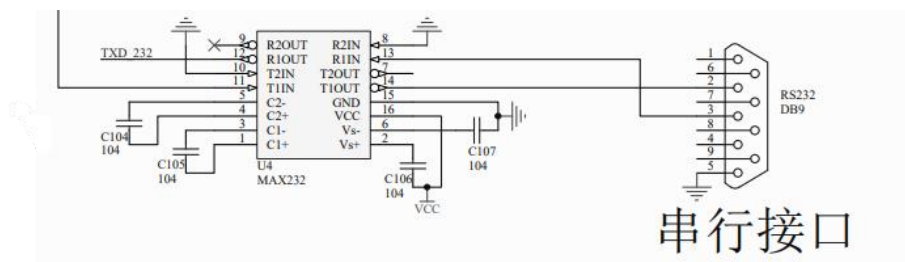 TXD_232
9 R2OUT R2IN 8
12 R1OUT R1IN 13
10 T2IN T2OUT 7
11 T1IN T1OUT 14
5 C2- GND 15
4 C2+ VCC 16
3 C1- Vs- 6
1 C1+ Vs+ 2
C104
104
C105
104
U4
MAX232
C106
104
C107
104
VCC
1
6
2
7
3
8
4
9
5
RS232
DB9
串行接口